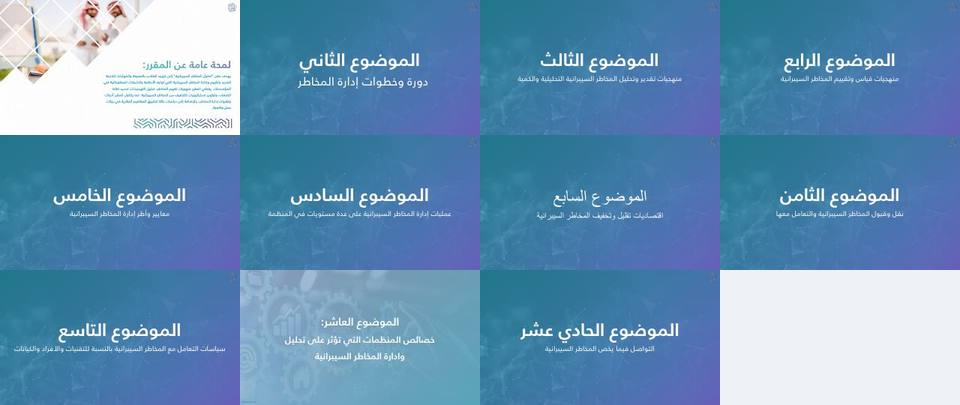 لمحة عامة عن المقرر:
الموضوع الثاني
دورة وخطوات إدارة المخاطر
الموضوع الثالث
منهجيات تقدير وتحليل المخاطر السيبرانية التحليلية والكمية
الموضوع الرابع
منهجيات قياس وتقييم المخاطر السيبرانية
الموضوع الخامس
معايير وأطر إدارة المخاطر السيبرانية
الموضوع السادس
عمليات إدارة المخاطر السيبرانية على عدة مستويات في المنظمة
الموضوع السابع
اقتصاديات تقليل وتخفيف المخاطر السيبرانية
الموضوع الثامن
نقل وقبول المخاطر السيبرانية والتعامل معها
الموضوع التاسع
سياسات التعامل مع المخاطر السيبرانية بالنسبة للتقنيات والأفراد والكيانات
الموضوع العاشر:
خصائص المنظمات التي تؤثر على تحليل
وإدارة المخاطر السيبرانية
الموضوع الحادي عشر
التواصل فيما يخص المخاطر السيبرانية